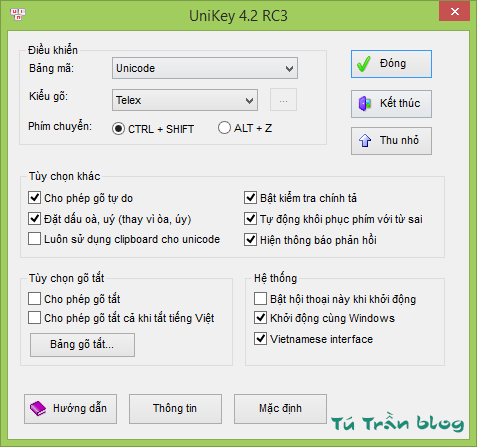 UniKey 4.2 RC3
Điều khiển
Bảng mã:
Unicode
Kiểu gõ:
Telex
...
Phím chuyển:
CTRL + SHIFT
ALT + Z
Đóng
Kết thúc
Thu nhỏ
Tùy chọn khác
Cho phép gõ tự do
Đặt dấu oà, uý (thay vì òa, úy)
Luôn sử dụng clipboard cho unicode
Bật kiểm tra chính tả
Tự động khôi phục phím với từ sai
Hiện thông báo phản hồi
Tùy chọn gõ tắt
Cho phép gõ tắt
Cho phép gõ tắt cả khi tắt tiếng Việt
Bảng gõ tắt...
Hệ thống
Bật hội thoại này khi khởi động
Khởi động cùng Windows
Vietnamese interface
Hướng dẫn
Thông tin
Mặc định
Tú Trần blog